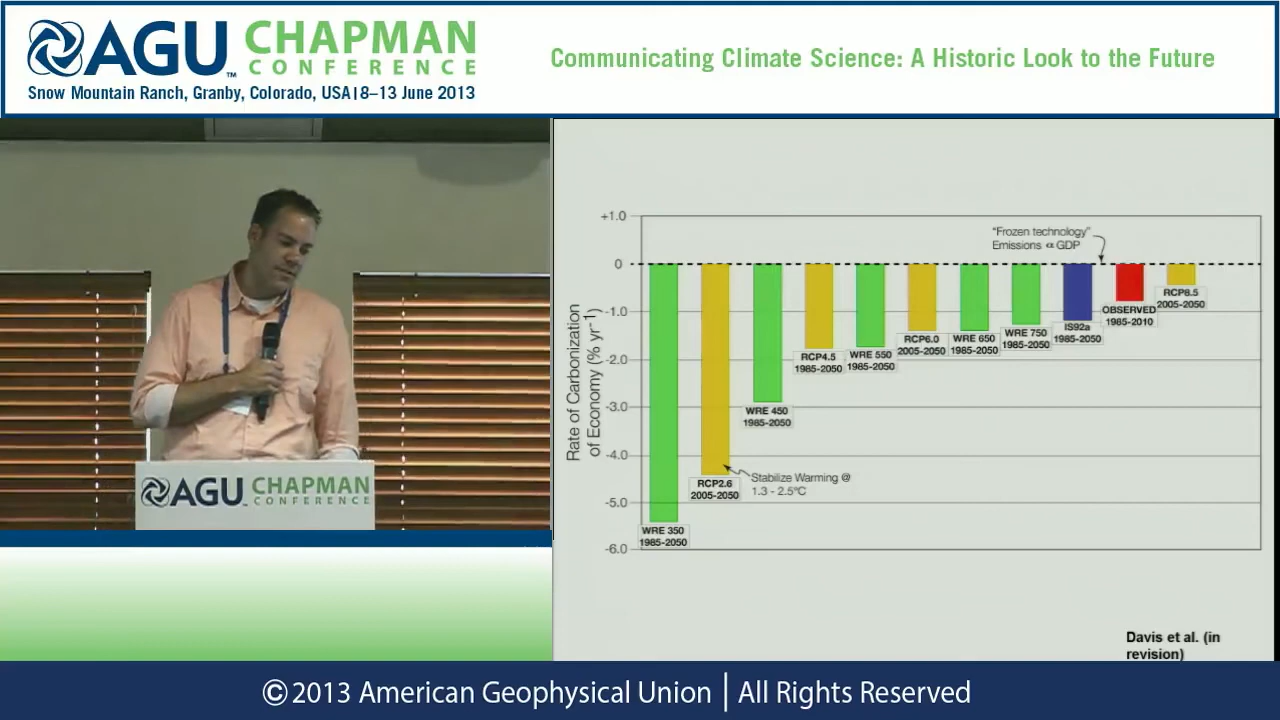 AGU CHAPMAN
™ CONFERENCE
Snow Mountain Ranch, Granby, Colorado, USA|8–13 June 2013
Communicating Climate Science: A Historic Look to the Future
AGU CHAPMAN
CONFERENCE
Rate of Carbonization
of Economy (% yr⁻¹)
+1.0
0
-1.0
-2.0
-3.0
-4.0
-5.0
-6.0
"Frozen technology"
Emissions ∝ GDP
WRE 350
1985-2050
RCP2.6
2005-2050
Stabilize Warming @
1.3 - 2.5°C
WRE 450
1985-2050
RCP4.5
1985-2050
WRE 550
1985-2050
RCP6.0
2005-2050
WRE 650
1985-2050
WRE 750
1985-2050
IS92a
1985-2050
OBSERVED
1985-2010
RCP8.5
2005-2050
Davis et al. (in
revision)
©2013 American Geophysical Union | All Rights Reserved